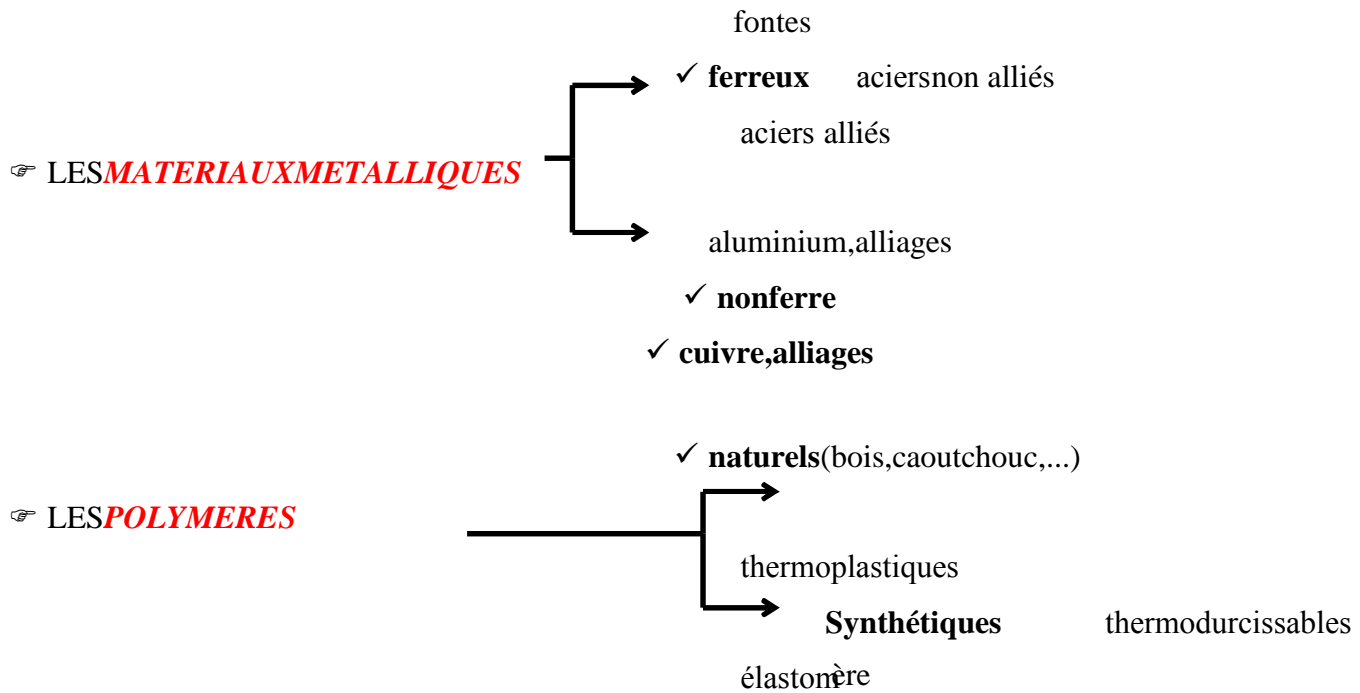 fontes
✓ ferreux aciersnon alliés
aciers alliés
☞ LESMATERIAUXMETALLIQUES
aluminium,alliages
✓ nonferre
✓ cuivre,alliages
✓ naturels(bois,caoutchouc,...)
☞ LESPOLYMERES
thermoplastiques
Synthétiques thermodurcissables
élastomère